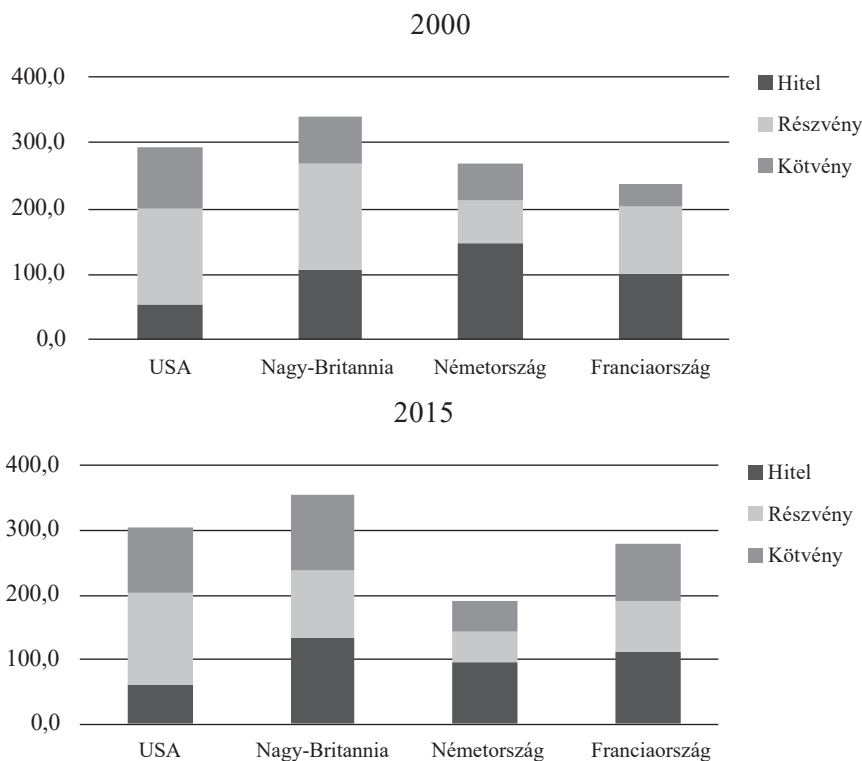 2000
400,0
300,0
200,0
100,0
0,0
USA Nagy-Britannia Németország Franciaország
Hitel
Részvény
Kötvény
2015
400,0
300,0
200,0
100,0
0,0
USA Nagy-Britannia Németország Franciaország
Hitel
Részvény
Kötvény